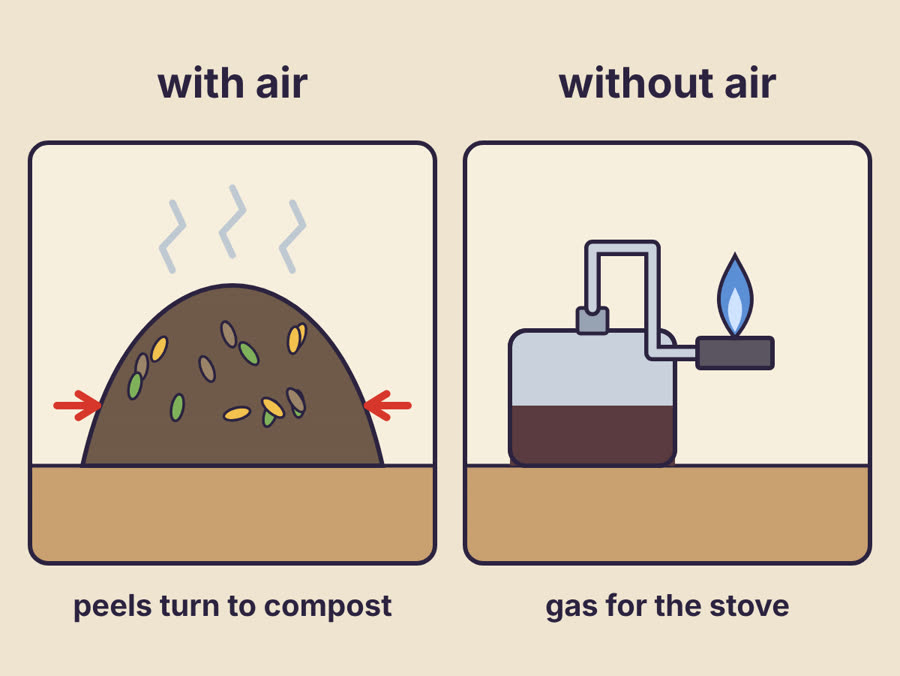 with air
without air
peels turn to compost
gas for the stove